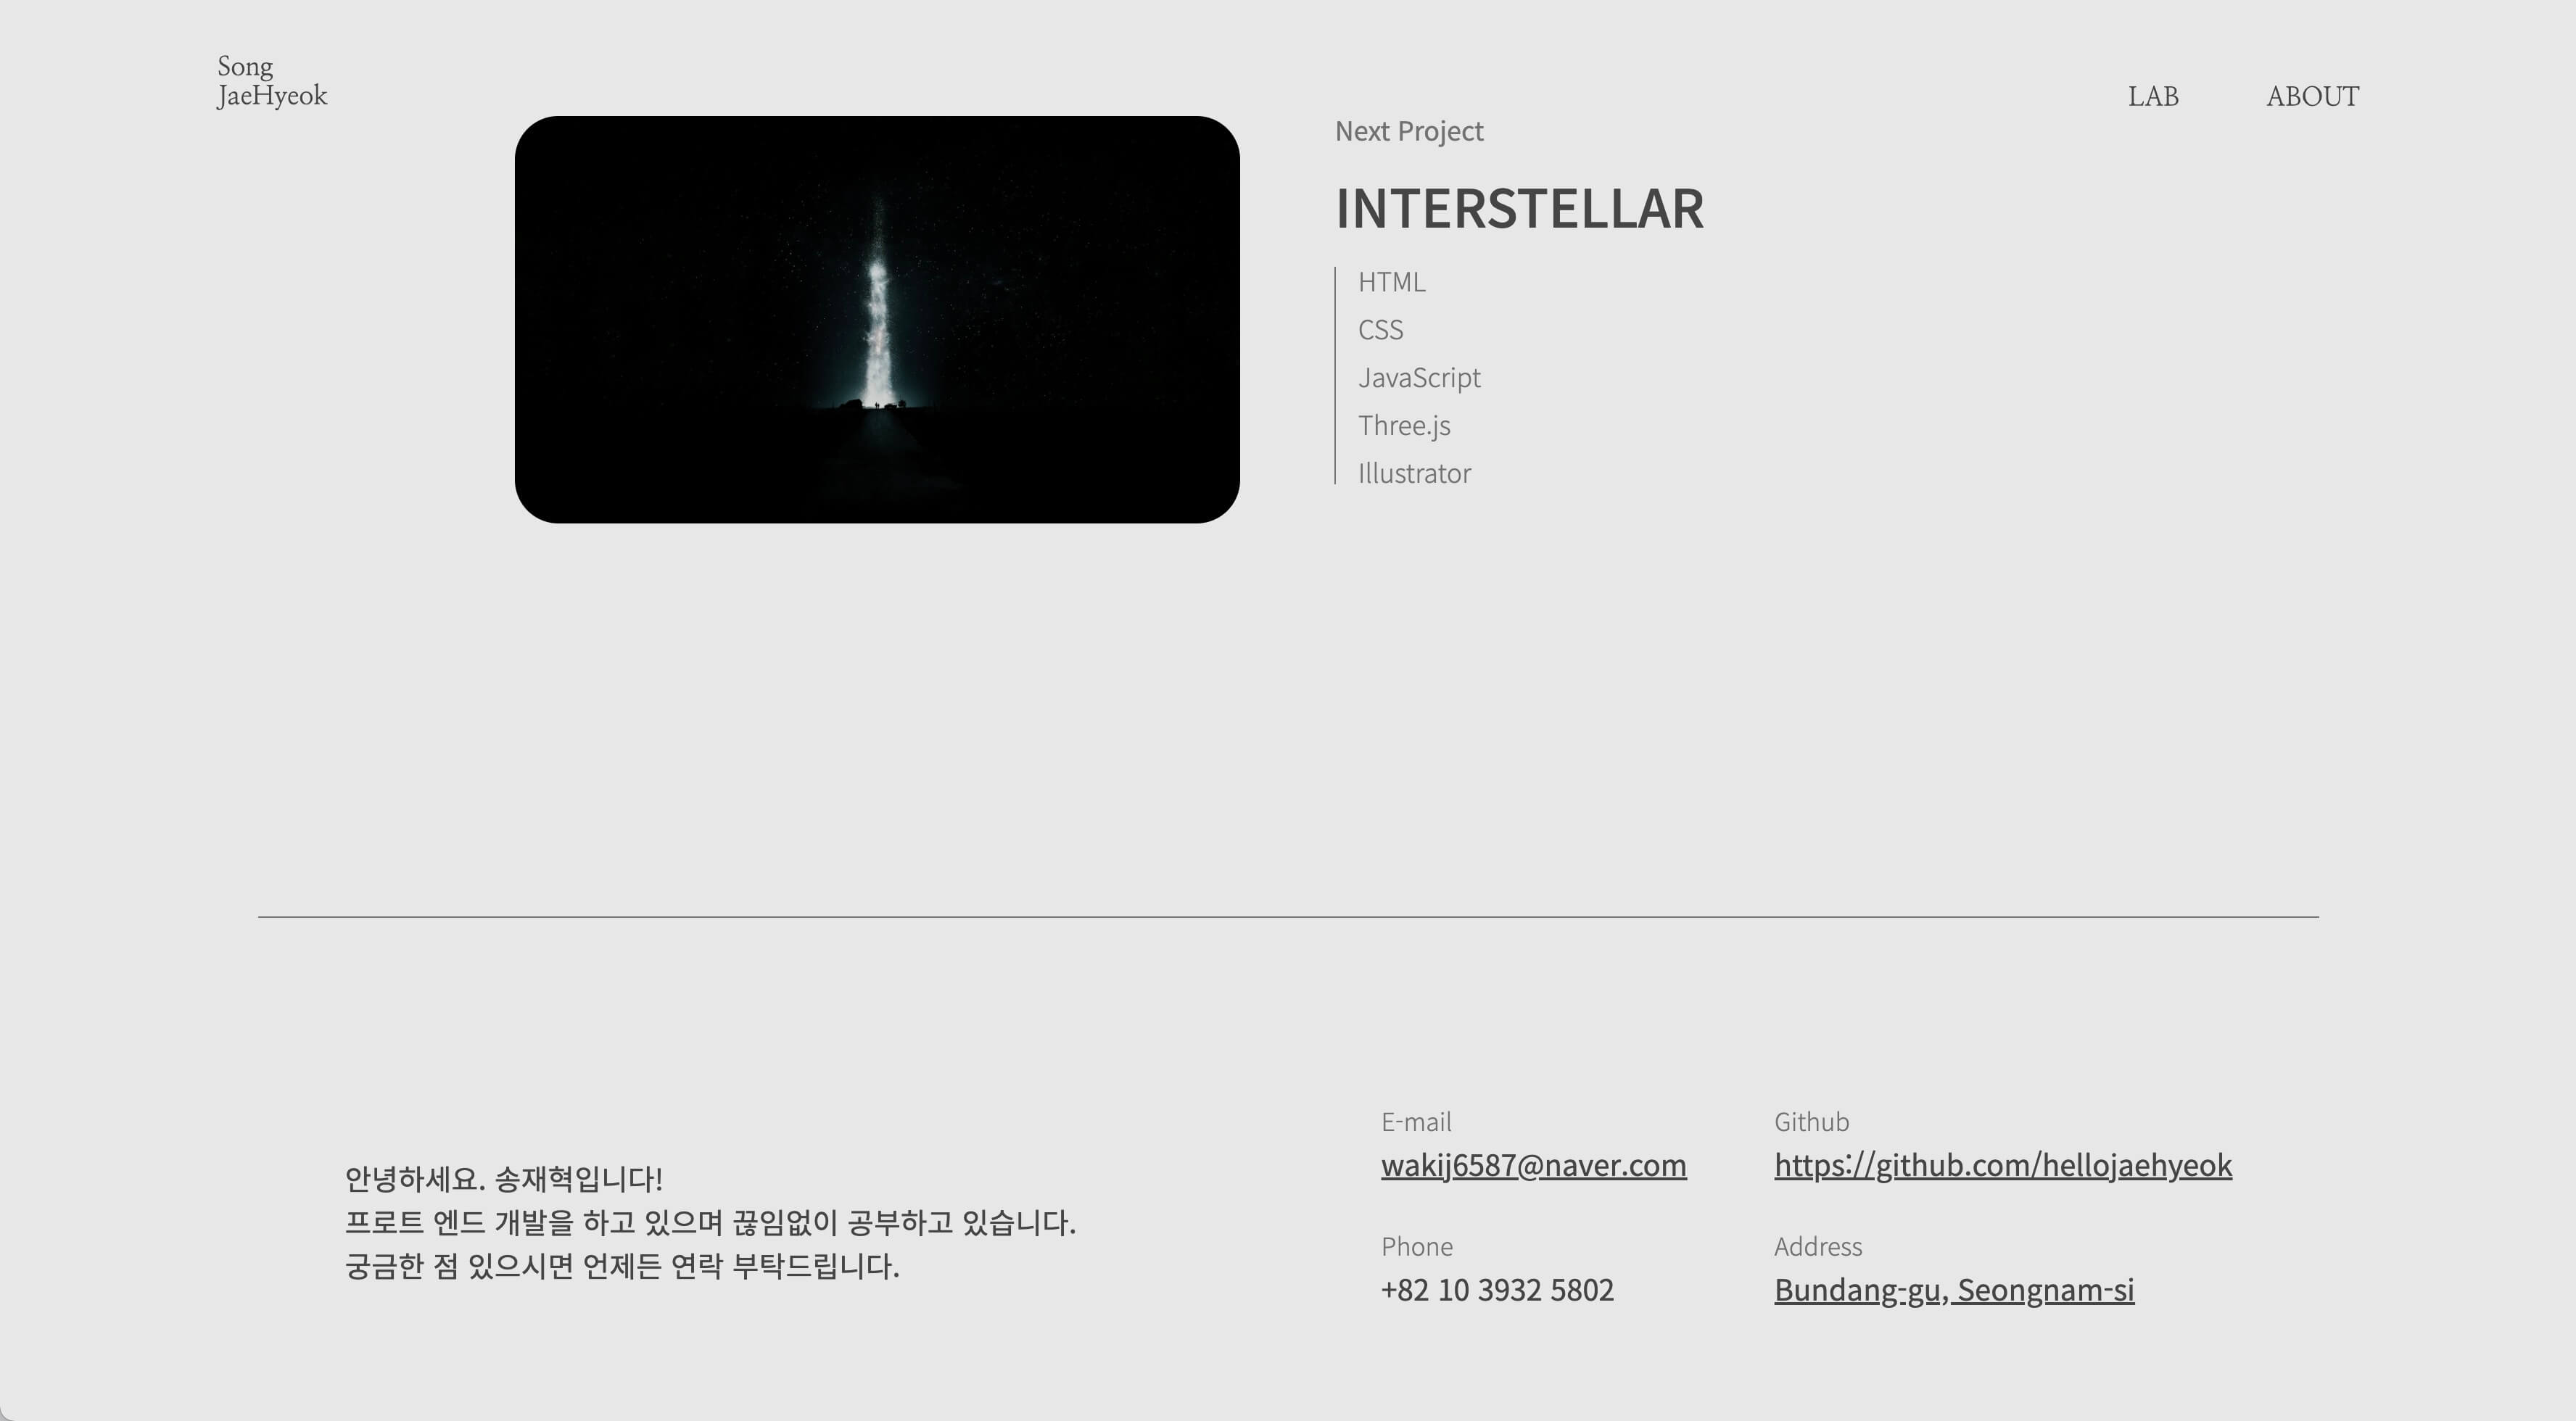 Song
JaeHyeok
LAB
ABOUT
Next Project
INTERSTELLAR
HTML
CSS
JavaScript
Three.js
Illustrator
안녕하세요. 송재혁입니다!
프로트 엔드 개발을 하고 있으며 끊임없이 공부하고 있습니다.
궁금한 점 있으시면 언제든 연락 부탁드립니다.
E-mail
wakij6587@naver.com
Github
https://github.com/hellojaehyeok
Phone
+82 10 3932 5802
Address
Bundang-gu, Seongnam-si